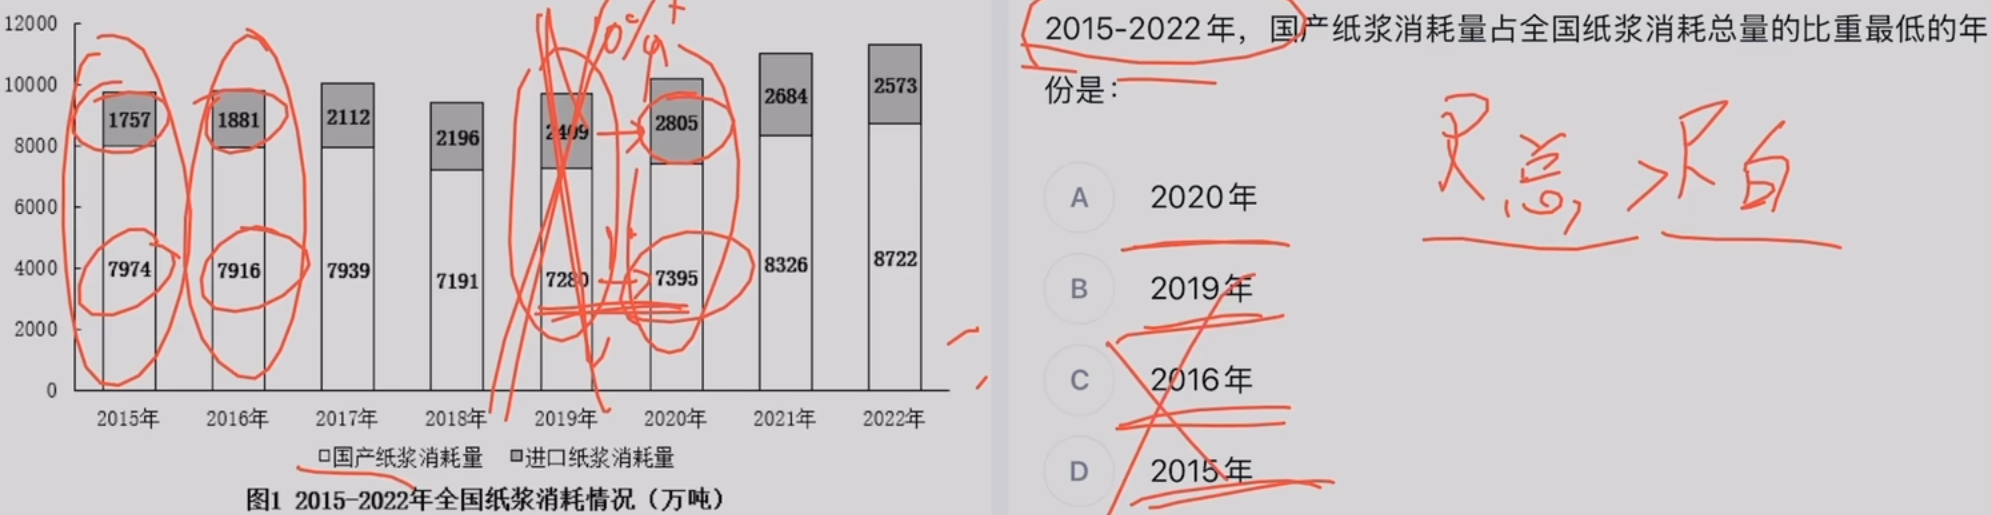 12000
10000
8000
6000
4000
2000
0
1757 1881 2112 2196 2409 2805 2684 2573
7974 7916 7939 7191 7280 7395 8326 8722
2015年 2016年 2017年 2018年 2019年 2020年 2021年 2022年
国产纸浆消耗量 进口纸浆消耗量
图1 2015-2022年全国纸浆消耗情况（万吨）
2015-2022年，国产纸浆消耗量占全国纸浆消耗总量的比重最低的年
份是：
A 2020年
B 2019年
C 2016年
D 2015年
R总 > R白